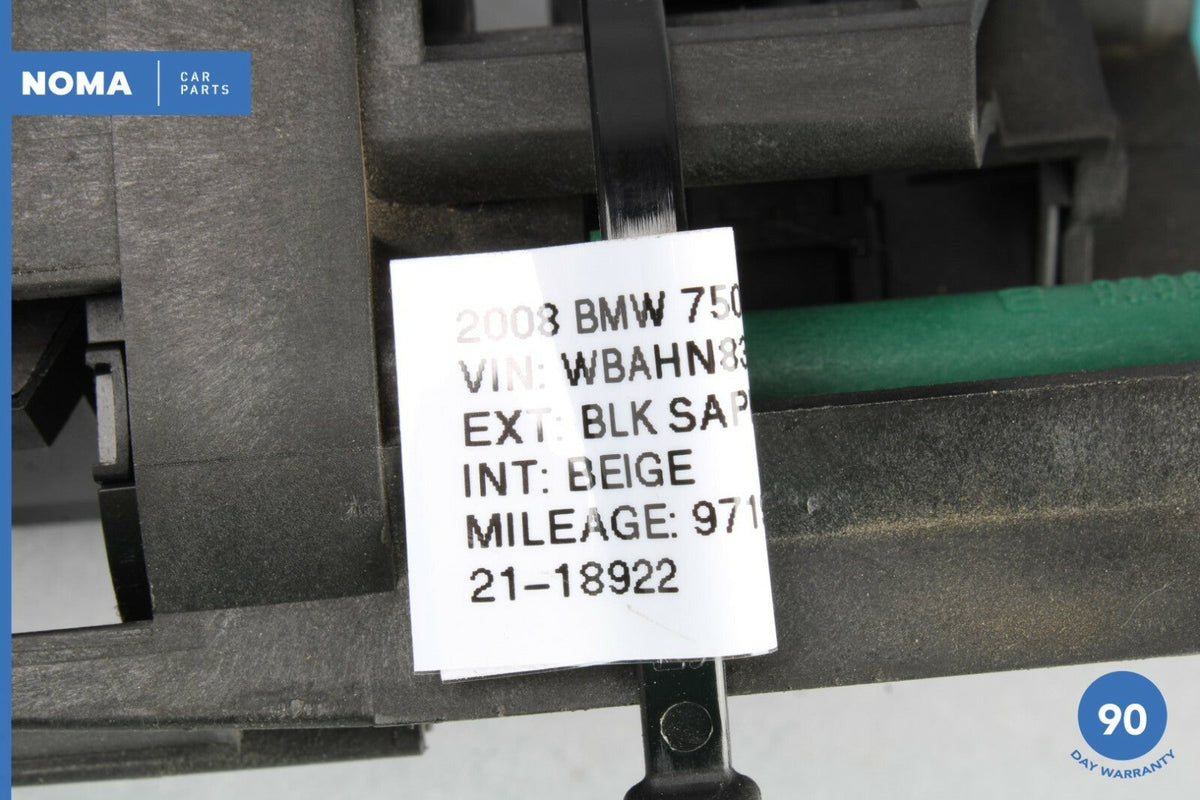 NOMA
CAR
PARTS
2008 BMW 750
VIN: WBAHN83
EXT: BLK SAP
INT: BEIGE
MILEAGE: 971
21-18922
90
DAY WARRANTY